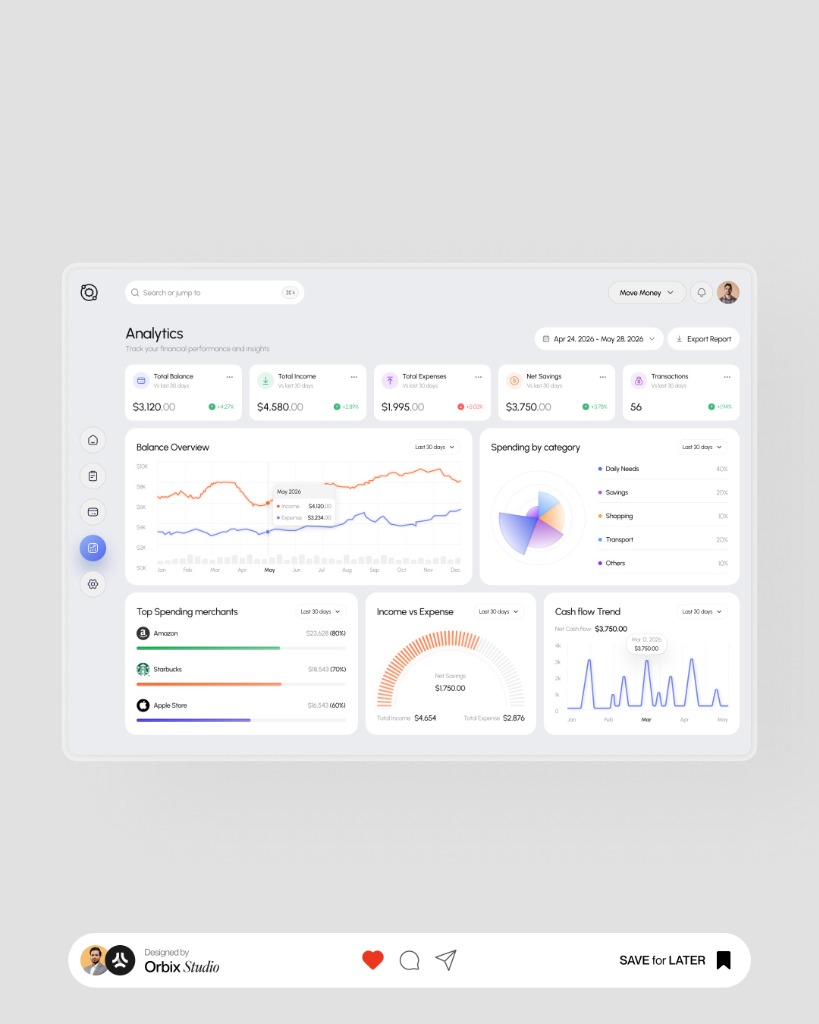 Search or jump to
⌘k
Move Money
Analytics
Track your financial performance and insights
Apr 24, 2026 - May 28, 2026
Export Report
Total Balance
Vs last 30 days
$3,120.00
+4.27%
Total Income
Vs last 30 days
$4,580.00
+2.89%
Total Expenses
Vs last 30 days
$1,995.00
Net Savings
Vs last 30 days
$3,750.00
+3.78%
Transactions
Vs last 30 days
56
Balance Overview
Last 30 days
$10K
$8K
$6K
$4K
$2K
$0K
May 2026
Income $4,120.00
Expense $3,234.00
Jan Feb Mar Apr May Jun Jul Aug Sep Oct Nov Dec
Spending by category
Last 30 days
Daily Needs 40%
Savings 20%
Shopping 10%
Transport 20%
Others 10%
Top Spending merchants
Last 30 days
Amazon $23,628 (80%)
Starbucks $18,543 (70%)
Apple Store $16,543 (60%)
Income vs Expense
Last 30 days
Net Savings
$1,750.00
Total Income $4,654
Total Expense $2,876
Cash flow Trend
Last 30 days
Net Cash flow $3,750.00
Mar 12, 2026
$3,750.00
4k
3k
2k
1k
0
Jan Feb Mar Apr May
Designed by
Orbix Studio
SAVE for LATER